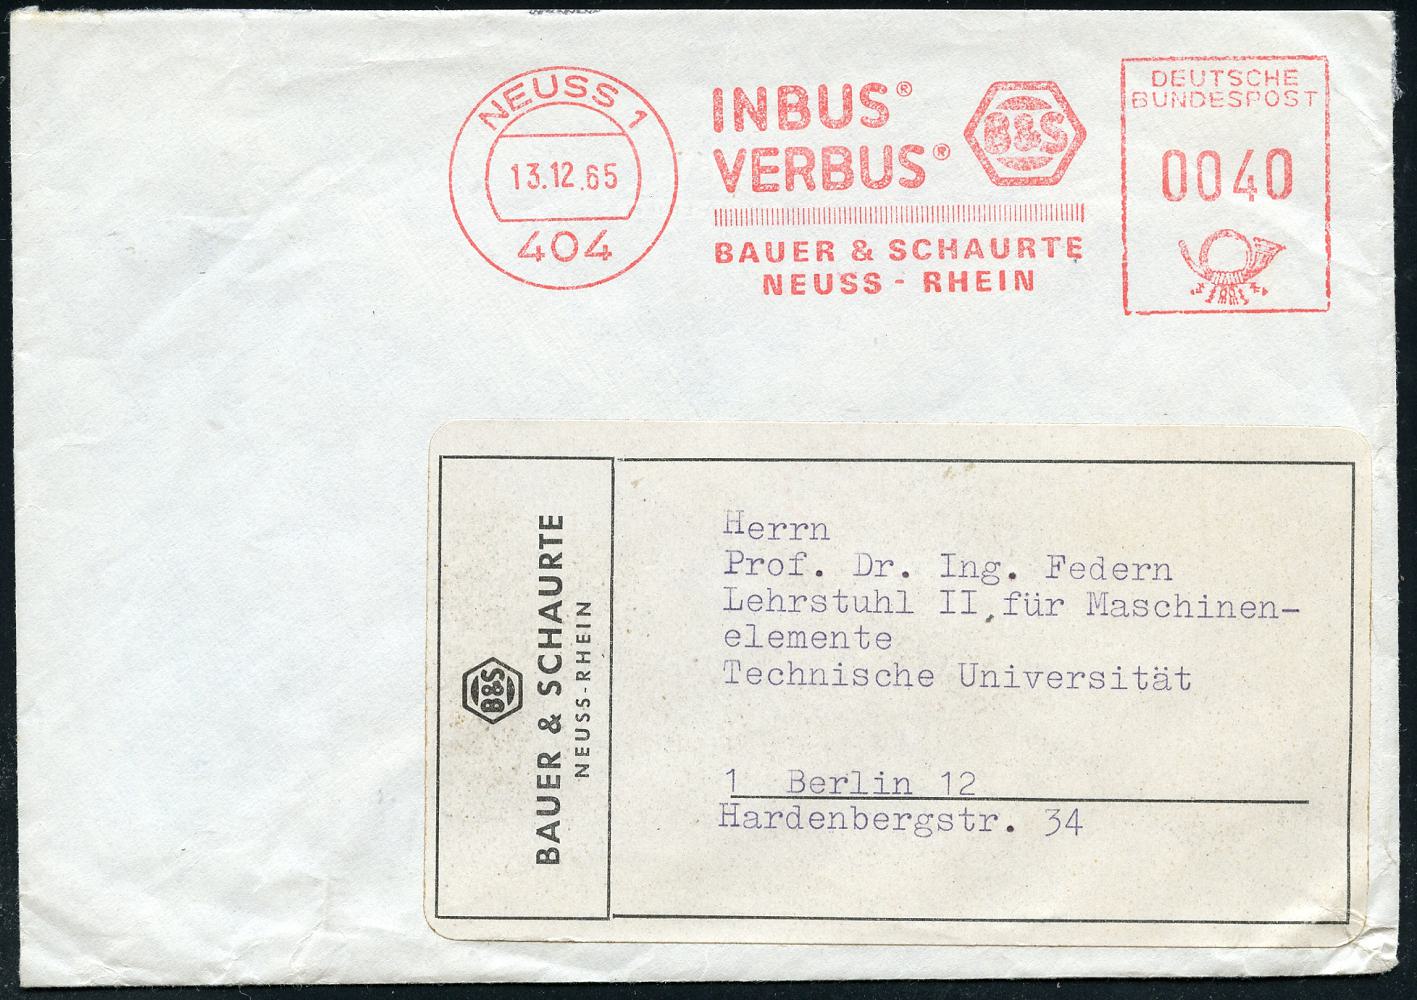 NEUSS 1
13.12.65
404
INBUS®
VERBUS®
B&S
BAUER & SCHAURTE
NEUSS - RHEIN
DEUTSCHE
BUNDESPOST
0040
B&S
BAUER & SCHAURTE
NEUSS-RHEIN
Herrn
Prof. Dr. Ing. Federn
Lehrstuhl II für Maschinen-
elemente
Technische Universität
1 Berlin 12
Hardenbergstr. 34